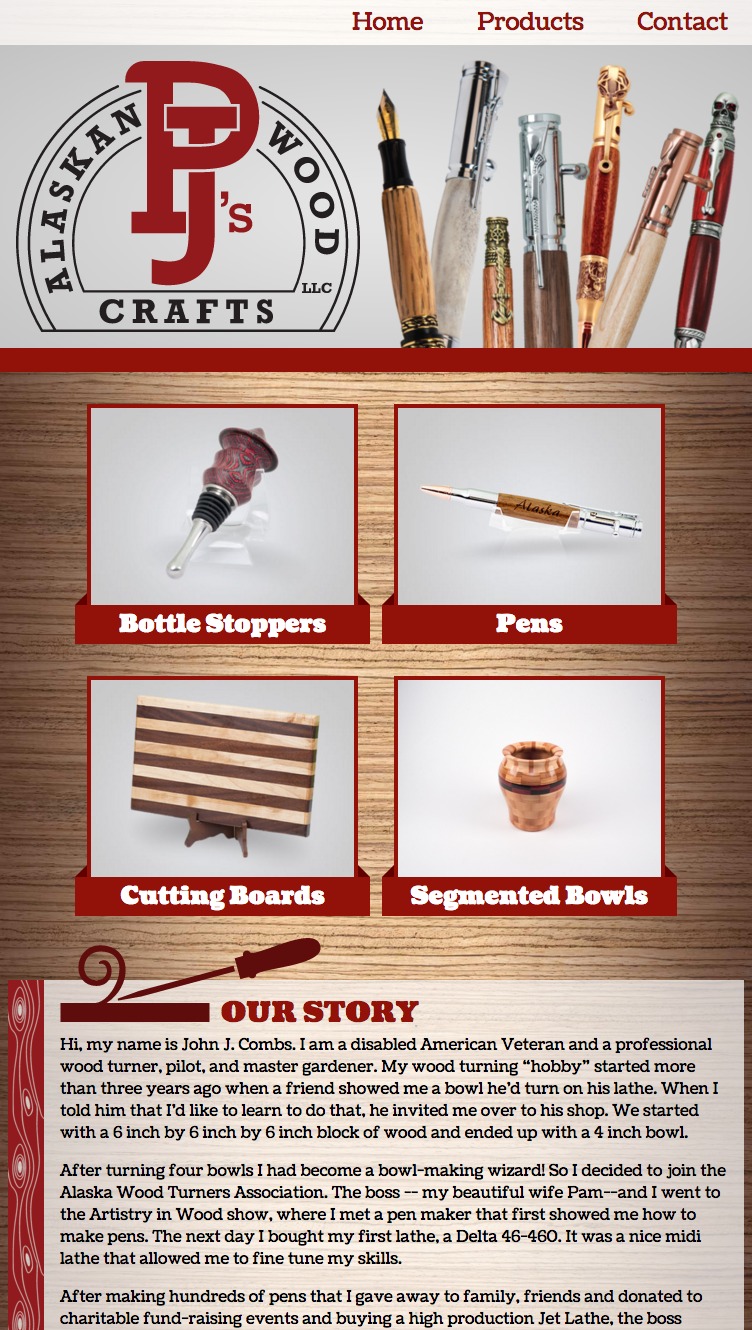 Home Products Contact
ALASKAN WOOD
PJ's
LLC
CRAFTS
Alaska
Bottle Stoppers
Pens
Cutting Boards
Segmented Bowls
OUR STORY
Hi, my name is John J. Combs. I am a disabled American Veteran and a professional
wood turner, pilot, and master gardener. My wood turning “hobby” started more
than three years ago when a friend showed me a bowl he’d turn on his lathe. When I
told him that I’d like to learn to do that, he invited me over to his shop. We started
with a 6 inch by 6 inch by 6 inch block of wood and ended up with a 4 inch bowl.
After turning four bowls I had become a bowl-making wizard! So I decided to join the
Alaska Wood Turners Association. The boss -- my beautiful wife Pam--and I went to
the Artistry in Wood show, where I met a pen maker that first showed me how to
make pens. The next day I bought my first lathe, a Delta 46-460. It was a nice midi
lathe that allowed me to fine tune my skills.
After making hundreds of pens that I gave away to family, friends and donated to
charitable fund-raising events and buying a high production Jet Lathe, the boss